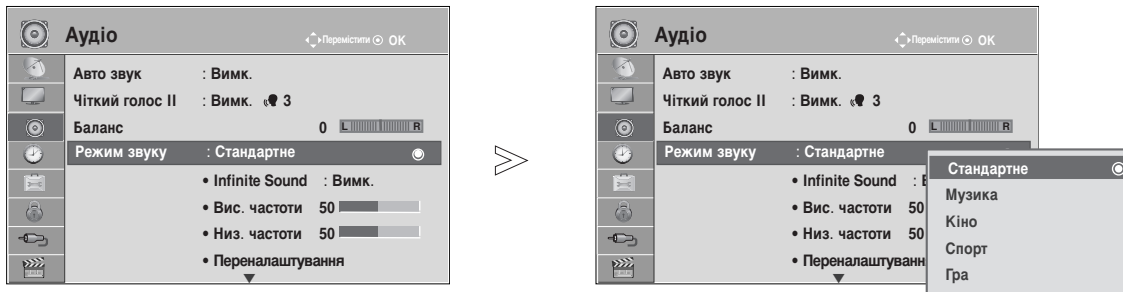 Аудіо
Перемістити OK
Авто звук : Вимк.
Чіткий голос II : Вимк. 3
Баланс 0 L R
Режим звуку : Стандартне
• Infinite Sound : Вимк.
• Вис. частоти 50
• Низ. частоти 50
• Переналаштування
Аудіо
Перемістити OK
Авто звук : Вимк.
Чіткий голос II : Вимк. 3
Баланс 0 L R
Режим звуку : Стандартне
• Infinite Sound :
• Вис. частоти 50
• Низ. частоти 50
• Переналаштуванн
Стандартне
Музика
Кіно
Спорт
Гра